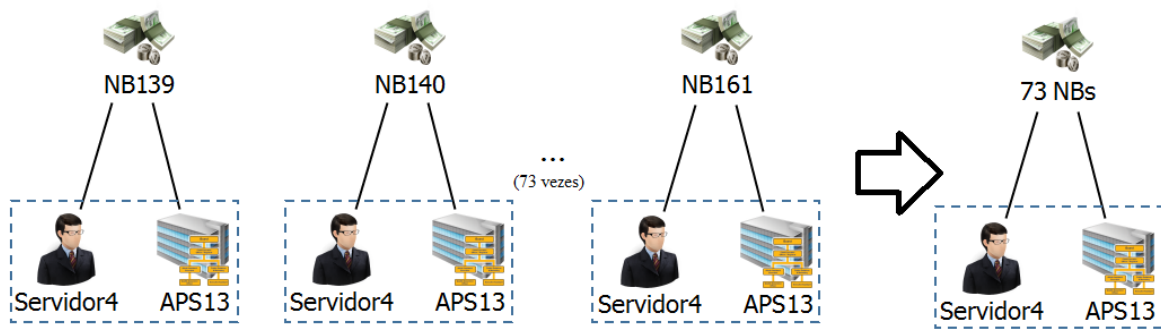 NB139
NB140
NB161
73 NBs
...
(73 vezes)
Servidor4 APS13
Servidor4 APS13
Servidor4 APS13
Servidor4 APS13